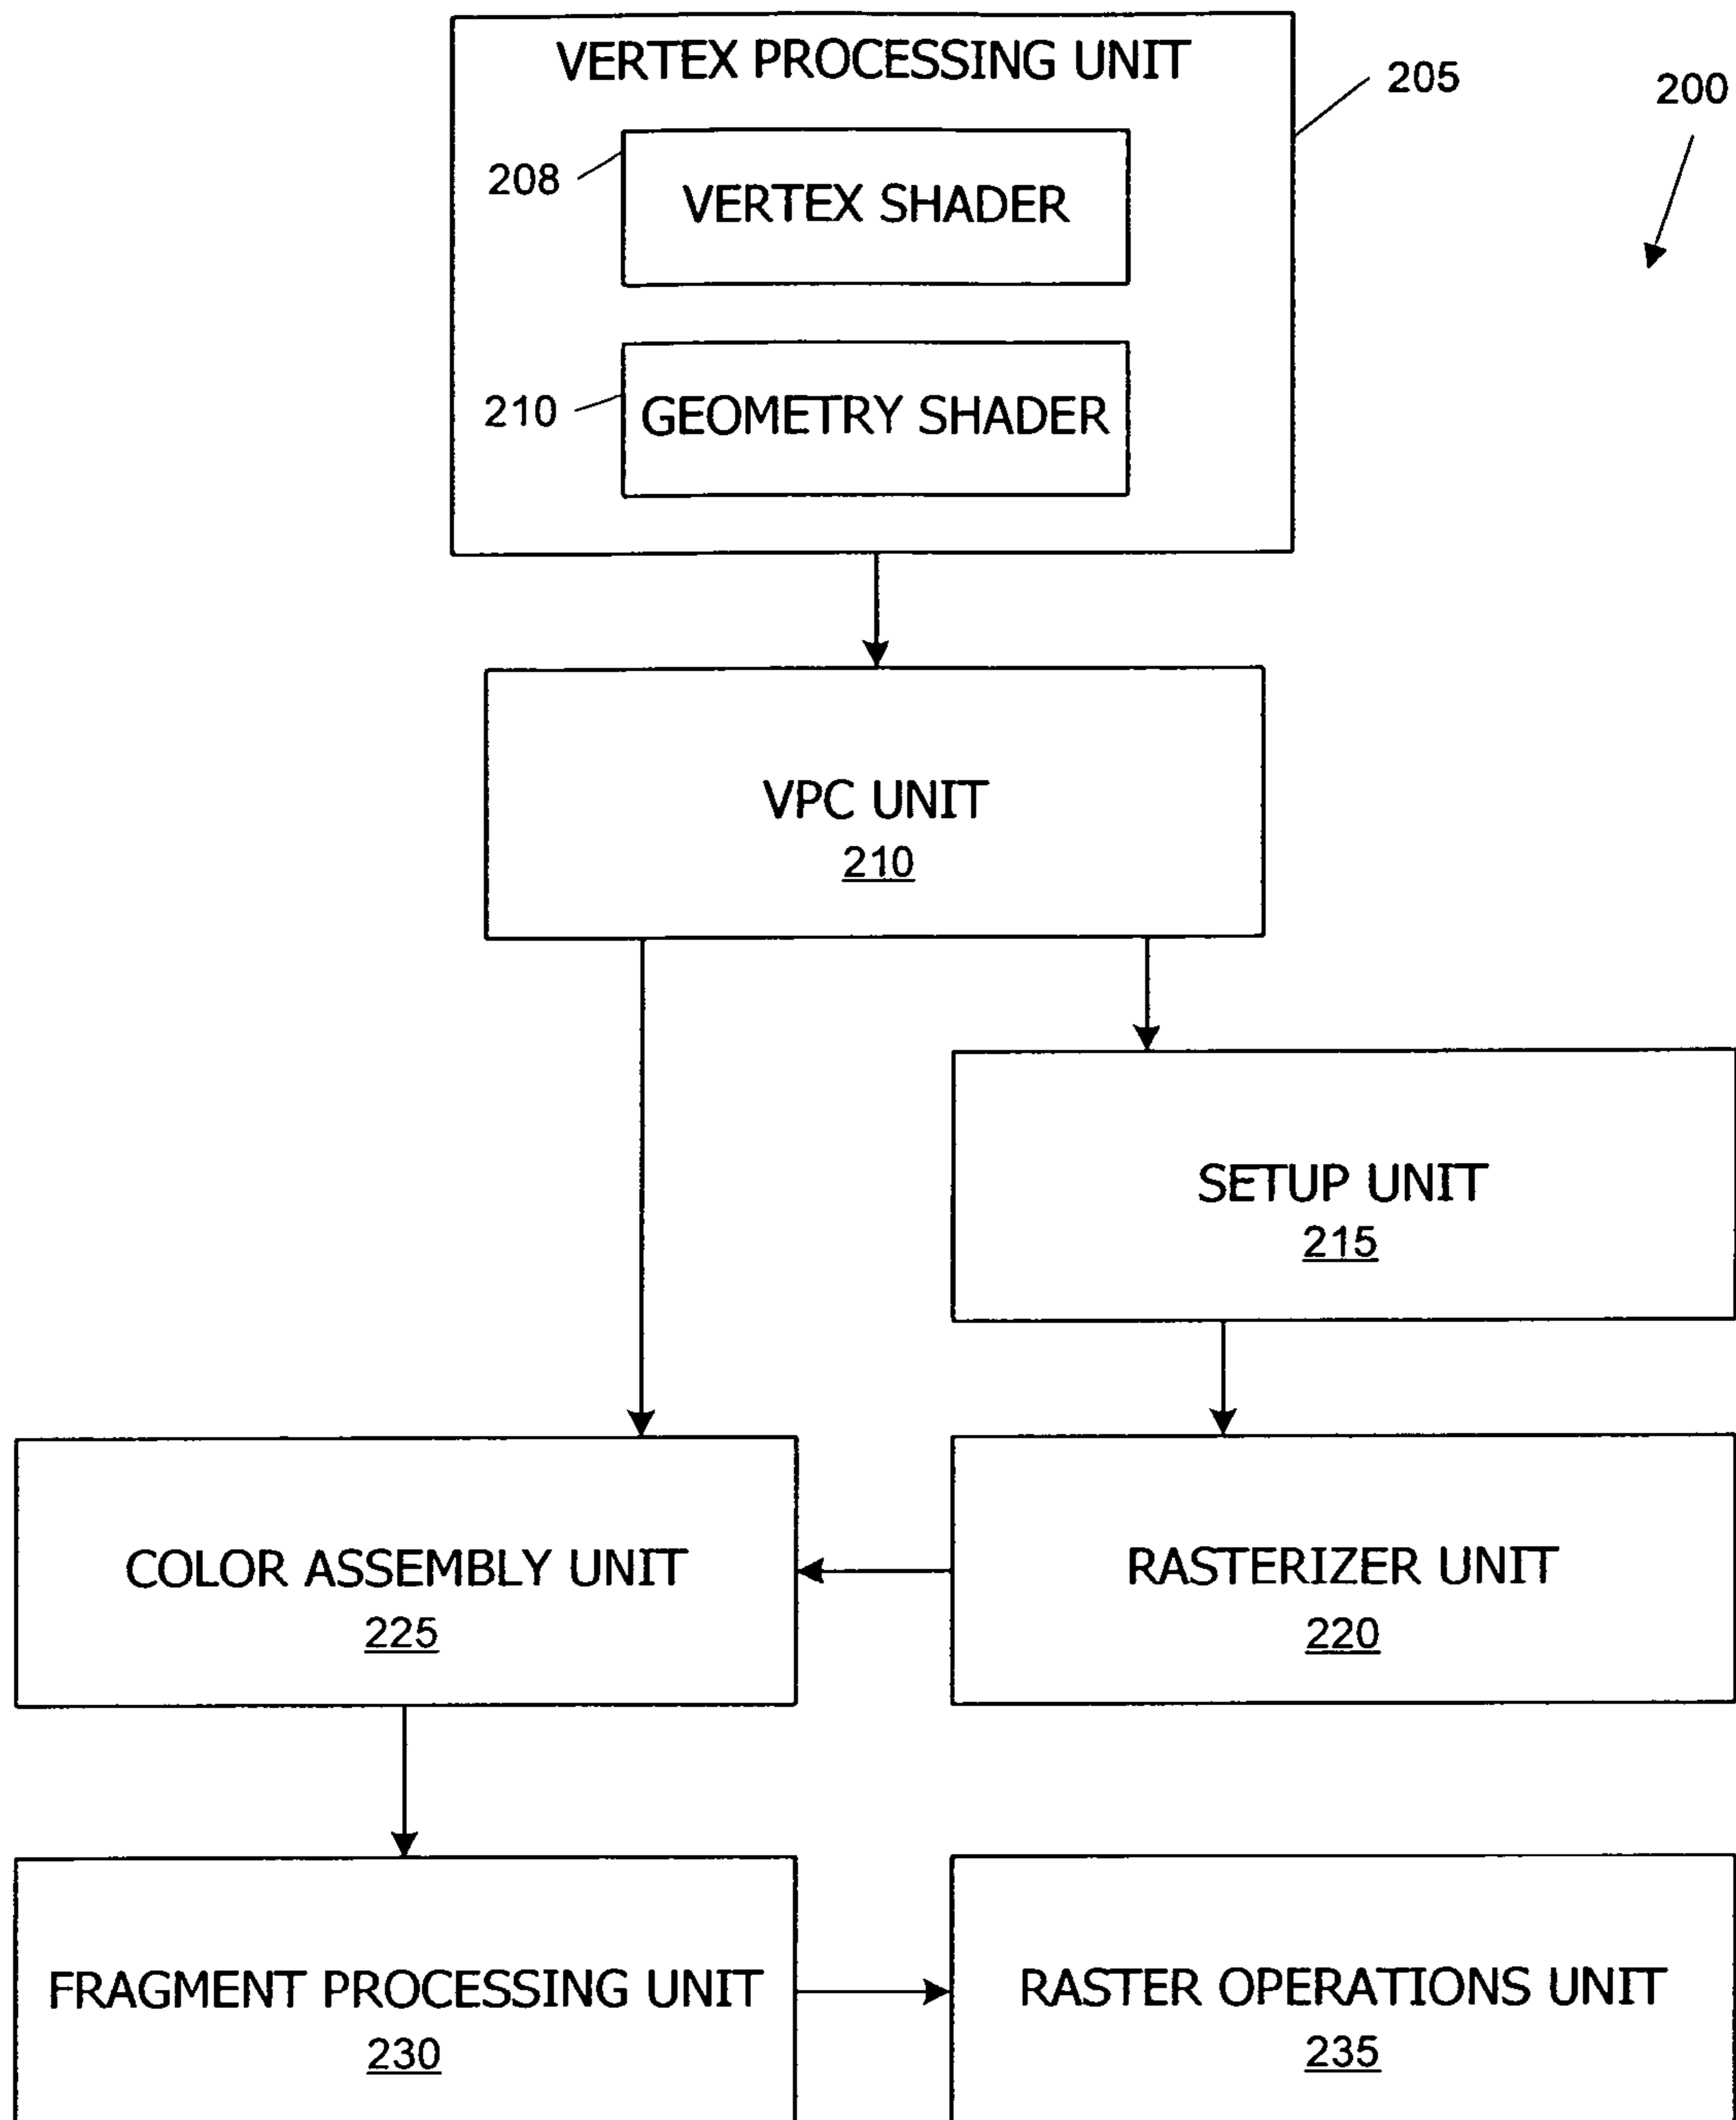 VERTEX PROCESSING UNIT
205
200
208
VERTEX SHADER
210
GEOMETRY SHADER
VPC UNIT
210
SETUP UNIT
215
COLOR ASSEMBLY UNIT
225
RASTERIZER UNIT
220
FRAGMENT PROCESSING UNIT
230
RASTER OPERATIONS UNIT
235